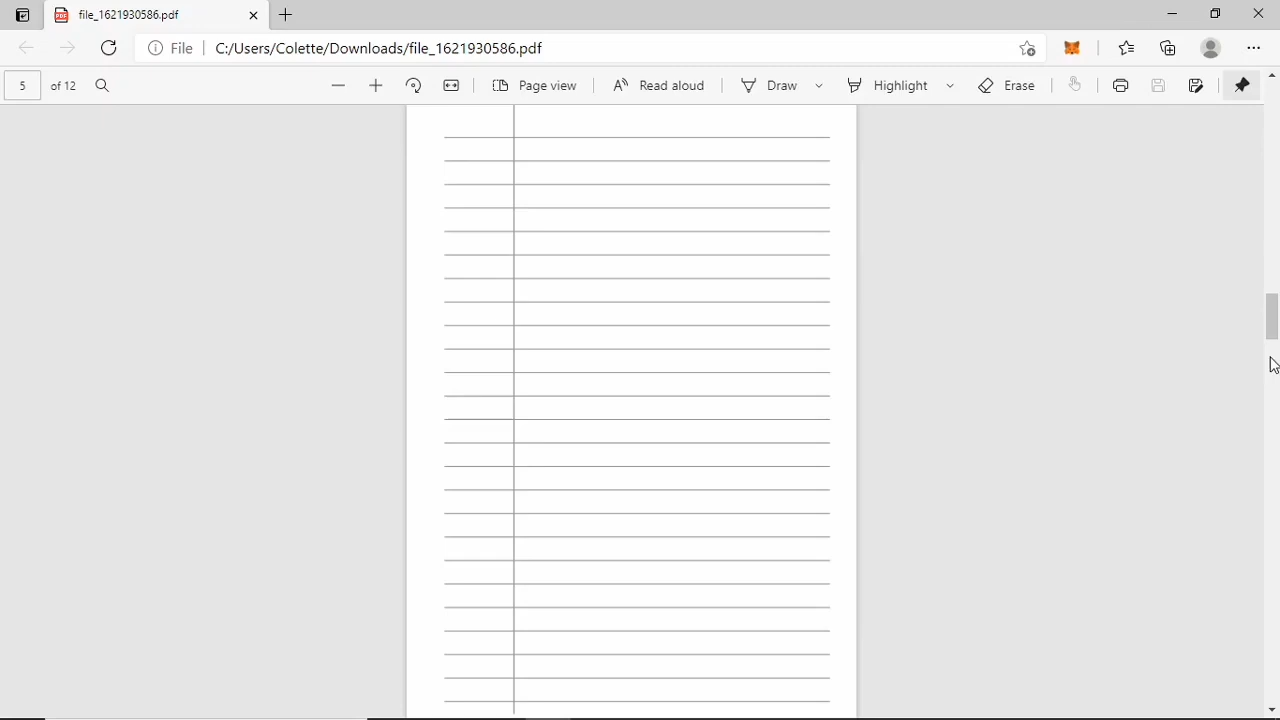 file_1621930586.pdf
File C:/Users/Colette/Downloads/file_1621930586.pdf
5 of 12 Page view Read aloud Draw Highlight Erase